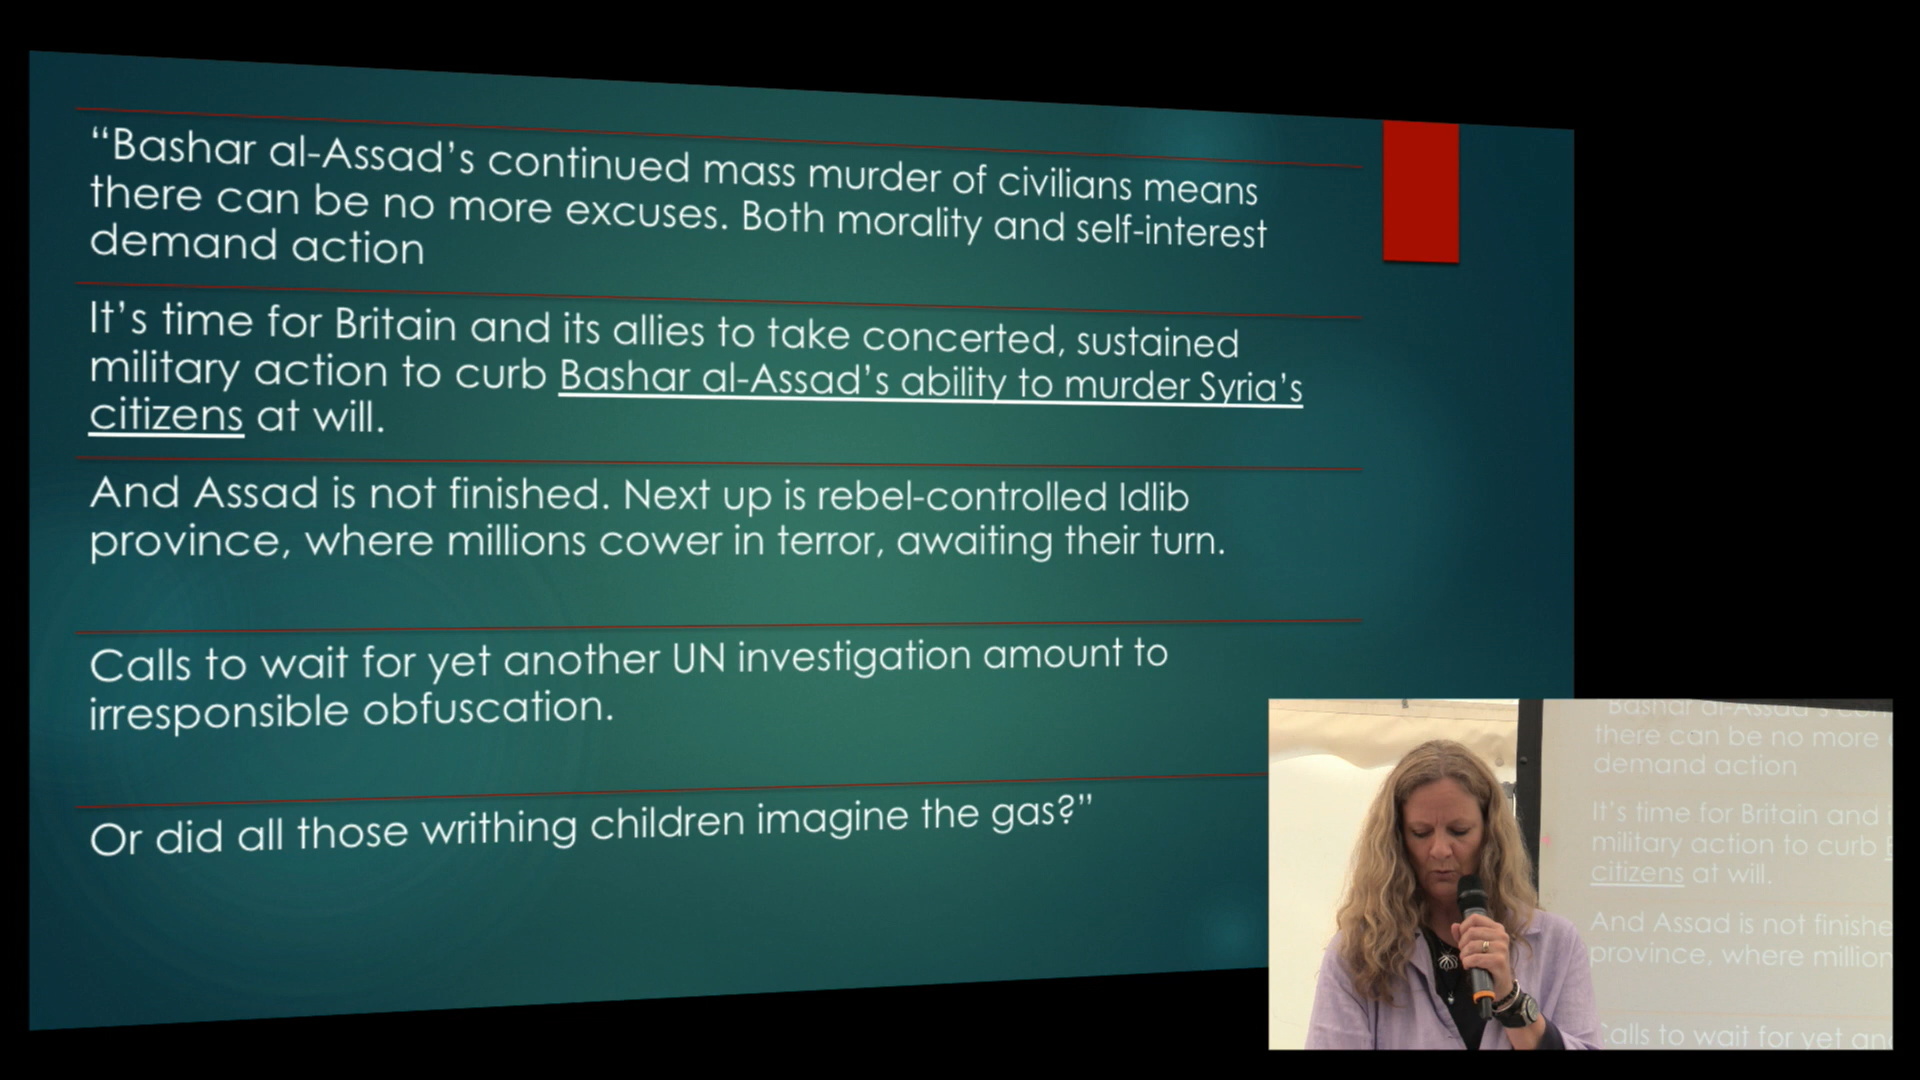 “Bashar al-Assad’s continued mass murder of civilians means
there can be no more excuses. Both morality and self-interest
demand action
It’s time for Britain and its allies to take concerted, sustained
military action to curb Bashar al-Assad’s ability to murder Syria’s
citizens at will.
And Assad is not finished. Next up is rebel-controlled Idlib
province, where millions cower in terror, awaiting their turn.
Calls to wait for yet another UN investigation amount to
irresponsible obfuscation.
Or did all those writhing children imagine the gas?”
Bashar al-Assad’s
there can be no more
demand action
It’s time for Britain and
military action to curb
citizens at will.
And Assad is not finishe
province, where million
Calls to wait for yet an